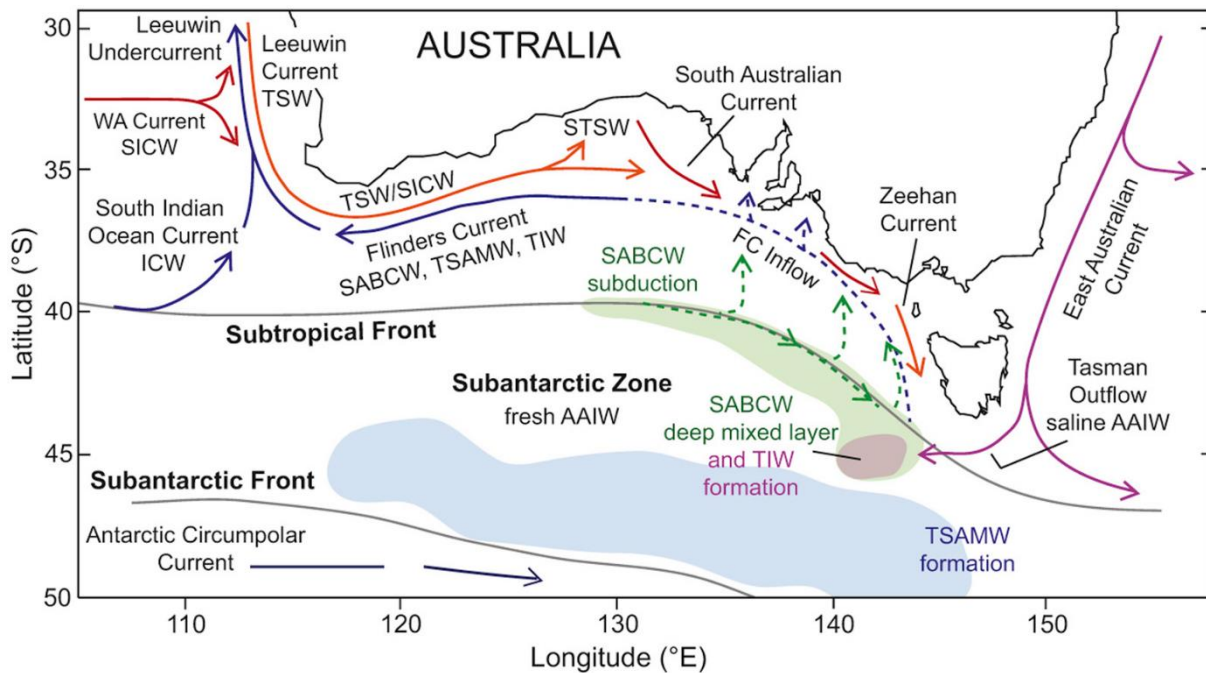 AUSTRALIA
Leeuwin
Undercurrent
Leeuwin
Current
TSW
WA Current
SICW
South Indian
Ocean Current
ICW
TSW/SICW
STSW
South Australian
Current
Flinders Current
SABCW, TSAMW, TIW
SABCW
subduction
FC Inflow
Zeehan
Current
East Australian
Current
Subtropical Front
Subantarctic Zone
fresh AAIW
SABCW
deep mixed layer
and TIW
formation
Tasman
Outflow
saline AAIW
Subantarctic Front
Antarctic Circumpolar
Current
TSAMW
formation
30
35
40
45
50
Latitude (°S)
110
120
130
140
150
Longitude (°E)